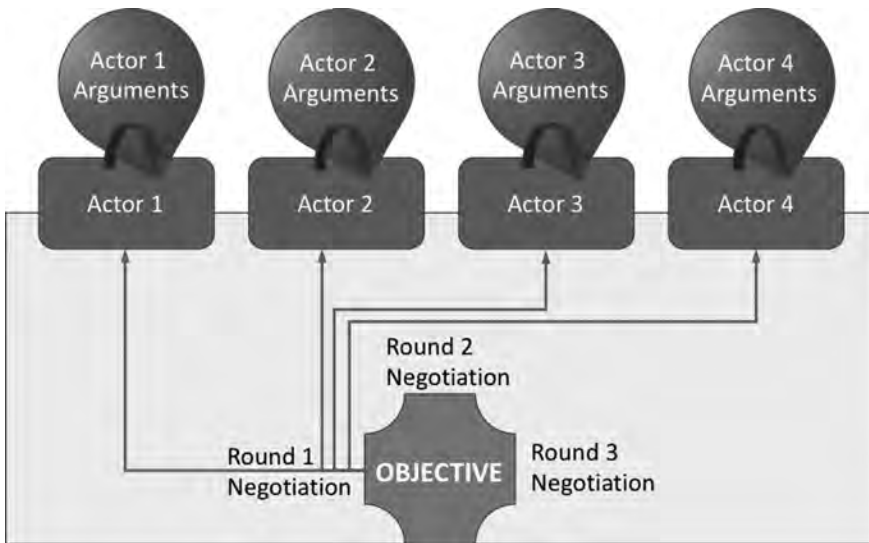 Actor 1
Arguments
Actor 2
Arguments
Actor 3
Arguments
Actor 4
Arguments
Actor 1
Actor 2
Actor 3
Actor 4
Round 2
Negotiation
Round 1
Negotiation
OBJECTIVE
Round 3
Negotiation